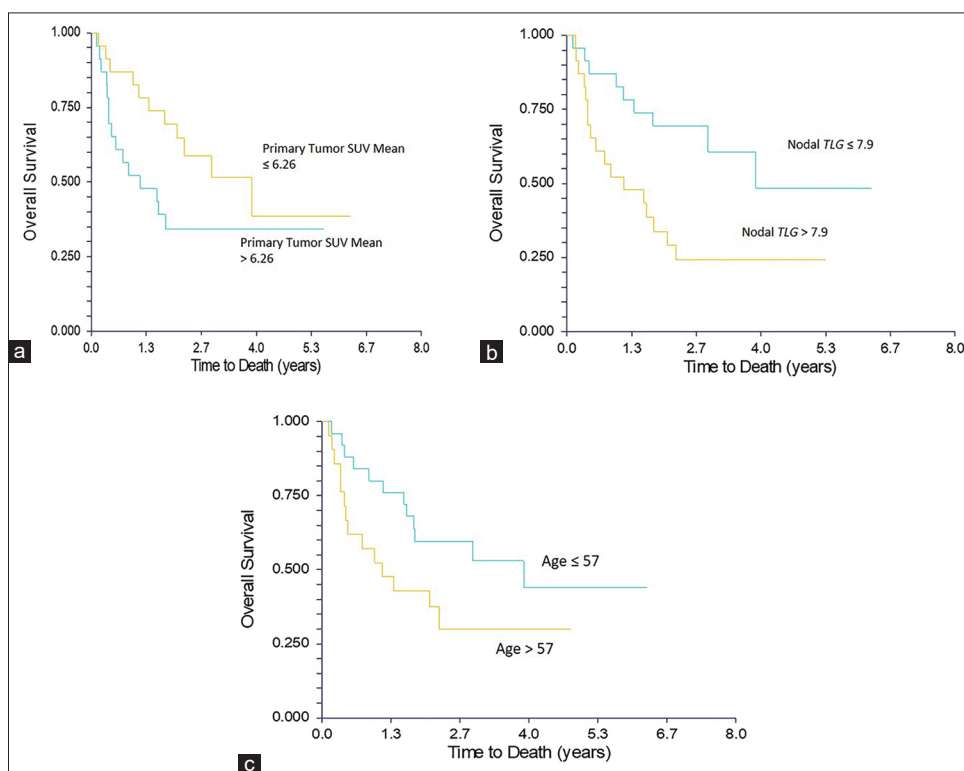 1.000
0.750
0.500
0.250
0.000
Overall Survival
Primary Tumor SUV Mean
≤ 6.26
Primary Tumor SUV Mean
> 6.26
0.0 1.3 2.7 4.0 5.3 6.7 8.0
Time to Death (years)
a
1.000
0.750
0.500
0.250
0.000
Overall Survival
Nodal TLG ≤ 7.9
Nodal TLG > 7.9
0.0 1.3 2.7 4.0 5.3 6.7 8.0
Time to Death (years)
b
1.000
0.750
0.500
0.250
0.000
Overall Survival
Age ≤ 57
Age > 57
0.0 1.3 2.7 4.0 5.3 6.7 8.0
Time to Death (years)
c